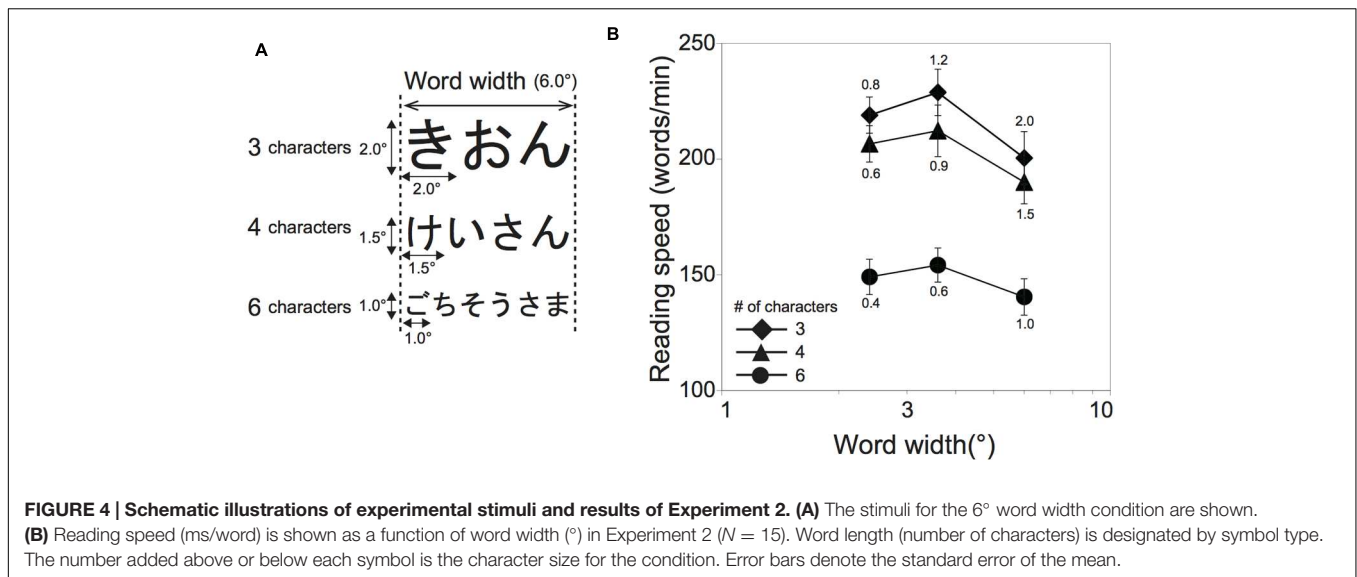 A
Word width (6.0°)
3 characters 2.0° きおん
2.0°
4 characters 1.5° けいさん
1.5°
6 characters 1.0° ごちそうさま
1.0°
B
Reading speed (words/min)
250
200
150
100
0.8
1.2
2.0
0.6
0.9
1.5
0.4
0.6
1.0
# of characters
3
4
6
1
3
10
Word width(°)
FIGURE 4 | Schematic illustrations of experimental stimuli and results of Experiment 2. (A) The stimuli for the 6° word width condition are shown.
(B) Reading speed (ms/word) is shown as a function of word width (°) in Experiment 2 (N = 15). Word length (number of characters) is designated by symbol type.
The number added above or below each symbol is the character size for the condition. Error bars denote the standard error of the mean.